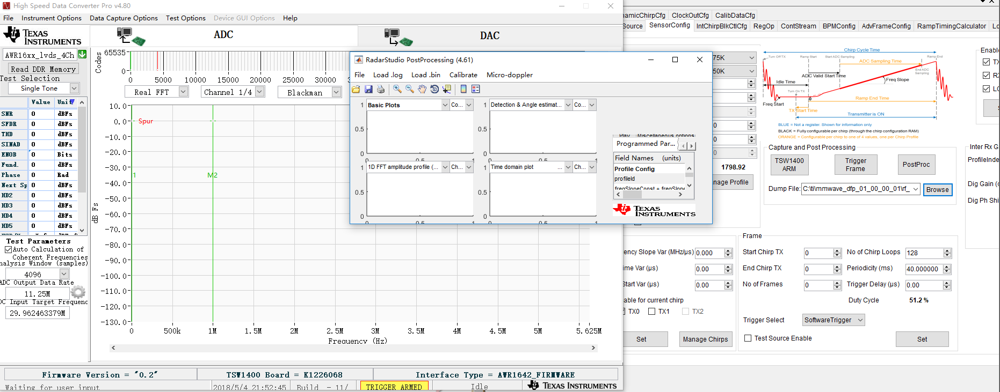 High Speed Data Converter Pro v4.80
File Instrument Options Data Capture Options Test Options Device GUI Options Help
TEXAS INSTRUMENTS
ADC
DAC
AWR16xx_lvds_4Ch
Read DDR Memory
Test Selection
Single Tone
Value Unit
SNR 0 dBFs
SFDR 0 dBFs
THD 0 dBFs
SINAD 0 dBFs
ENOB 0 Bits
Fund. 0 dBFs
Phase 0 Rad
Next Sp 0 dBFs
HD2 0 dBFs
HD3 0 dBFs
HD4 0 dBFs
HD5 0 dBFs
Test Parameters
Auto Calculation of
Coherent Frequencies
nalysis Window (samples)
4096
ADC Output Data Rate
11.25M
DC Input Target Frequenc
29.962463379M
Codes
65535
0
0 5000 10000 15000 20000 25000 30000 35000
Real FFT Channel 1/4 Blackman
dB Fs
10.0
0.0
-10.0
-20.0
-30.0
-40.0
-50.0
-60.0
-70.0
-80.0
-90.0
-100.0
-110.0
-120.0
-130.0
Spur
1 M2
0 500k 1M 1.5M 2M 2.5M 3M 3.5M 4M 4.5M 5M 5.625M
Frequency (Hz)
Firmware Version = "0.2" TSW1400 Board = K1226068 Interface Type = AWR1642_FIRMWARE
Waiting for user input 2018/5/4 21:52:45 Build - 11/ TRIGGER ARMED Idle TEXAS INSTRUMENTS
RadarStudio PostProcessing (4.61)
File Load .log Load .bin Calibrate Micro-doppler
Basic Plots Co...
1
0.5
0
0
Detection & Angle estimat... Co...
1
0.5
0
0
1D FFT amplitude profile (... Ch...
1
0.5
0
0 0.5 1
Time domain plot ... Ch...
1
0.5
0
0 0.5 1
Play Miscellaneous options
Programmed Par...
Field Names (units)
Profile Config
profileId
freqSlopeConst + freqSlope
TEXAS INSTRUMENTS
namicChirpCfg ClockOutCfg CalibDataCfg
Source SensorConfig IntChirpBlkCtlCfg RegOp ContStream BPMConfig AdvFrameConfig RampTimingCalculator Lo
75K
50K
0
0
0
1798.92
nage Profile
Chirp Cycle Time
Turn Off TX Ramp Start Start ADC Sampling Ramp End
ADC Sampling Time
End ADC Sampling
ADC Valid Start Time
Idle Time
Freq Slope
Turn On TX
0
Ramp End Time
Freq Start
TX Start Time
Transmitter is ON
BLUE = Not a register. Shown for information only
BLACK = Fully configurable per chirp (through the chirp configuration RAM)
ORANGE = Configurable per chirp to one of 4 values, one per Chirp Profile
Capture and Post Processing
TSW1400 ARM
Trigger Frame
PostProc
Dump File: C:\ti\mmwave_dfp_01_00_00_01\rf_ Browse
Enable
TX
RX
LO
S
Inter Rx G
ProfileInde
Dig Gain (
Dig Ph Shi
ency Slope Var (MHz/µs) 0.000
ime Var (µs) 0.00
Start Var (µs) 0.00
able for current chirp
TX0 TX1 TX2
Set Manage Chirps
Frame
Start Chirp TX 0 No of Chirp Loops 128
End Chirp TX 0 Periodicity (ms) 40.000000
No of Frames 0 Trigger Delay (µs) 0.00
Duty Cycle 51.2 %
Trigger Select SoftwareTrigger
Test Source Enable Set